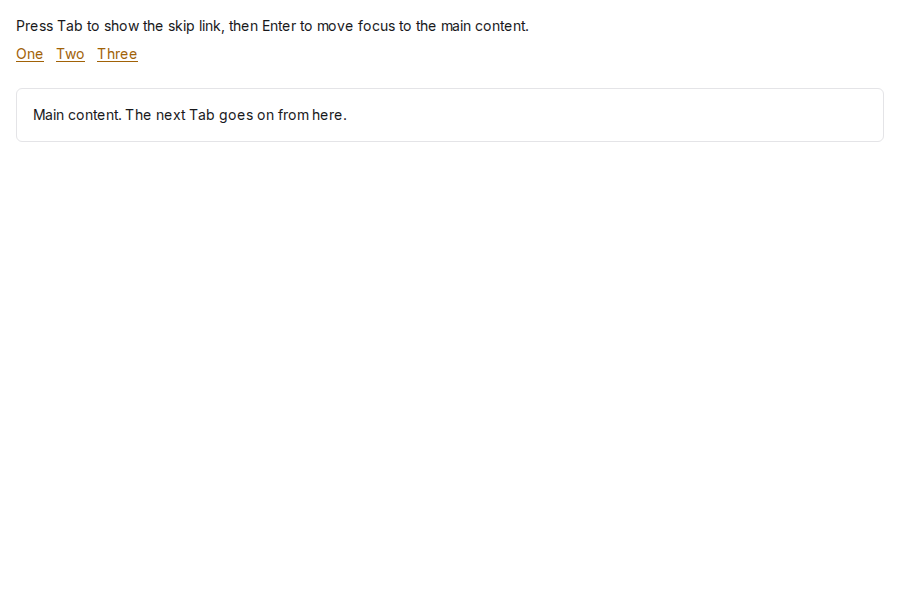 Press Tab to show the skip link, then Enter to move focus to the main content.
One Two Three
Main content. The next Tab goes on from here.